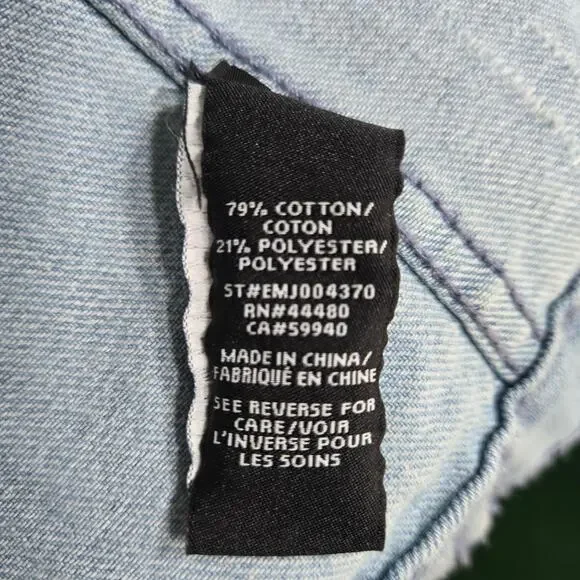 79% COTTON/
COTON
21% POLYESTER/
POLYESTER
ST#EMJ004370
RN#44480
CA#59940
MADE IN CHINA/
FABRIQUÉ EN CHINE
SEE REVERSE FOR
CARE/VOIR
L'INVERSE POUR
LES SOINS